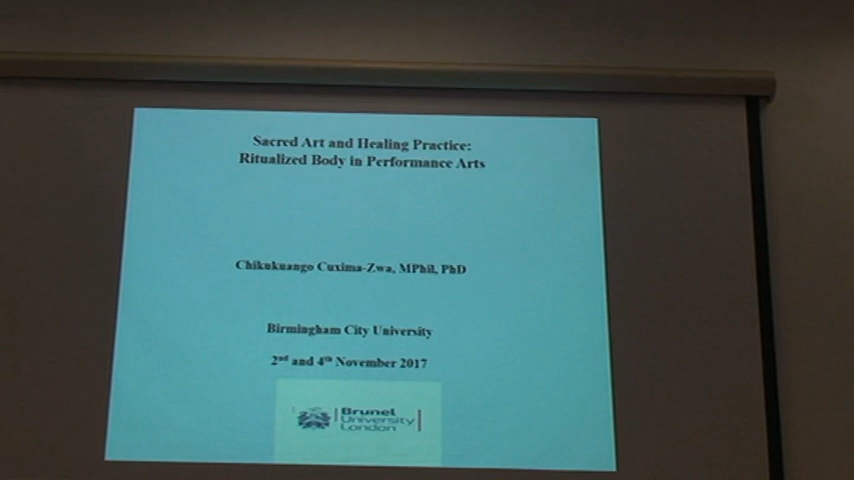 Sacred Art and Healing Practice:
Ritualized Body in Performance Arts
Chikukuango Cuxima-Zwa, MPhil, PhD
Birmingham City University
2nd and 4th November 2017
Brunel
University
London